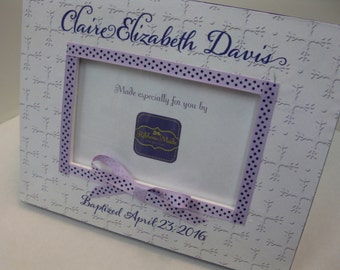 Claire Elizabeth Davis
Made especially for you by
Baptized April 23, 2016